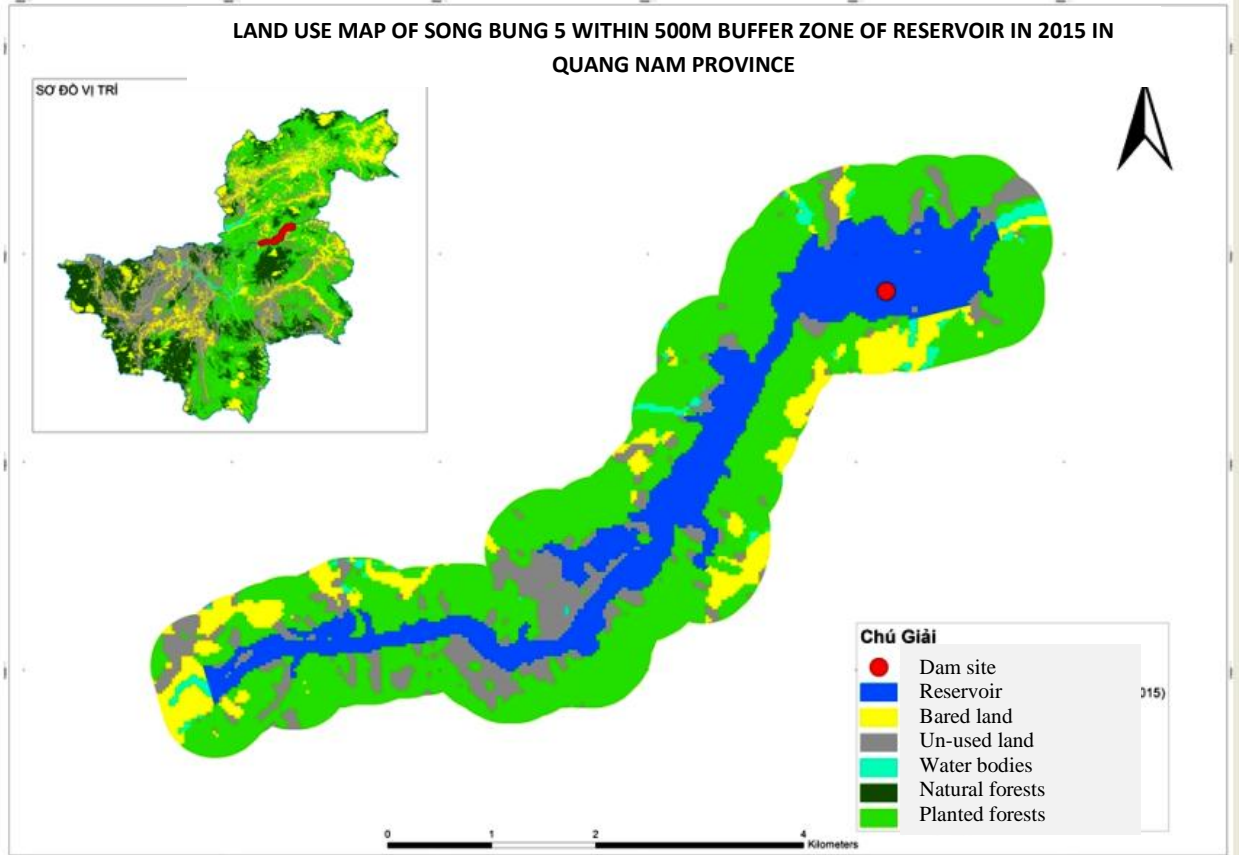 LAND USE MAP OF SONG BUNG 5 WITHIN 500M BUFFER ZONE OF RESERVOIR IN 2015 IN
QUANG NAM PROVINCE
SƠ ĐỒ VỊ TRÍ
Chú Giải
Dam site
Reservoir
015)
Bared land
Un-used land
Water bodies
Natural forests
Planted forests
0 1 2 4
Kilometers